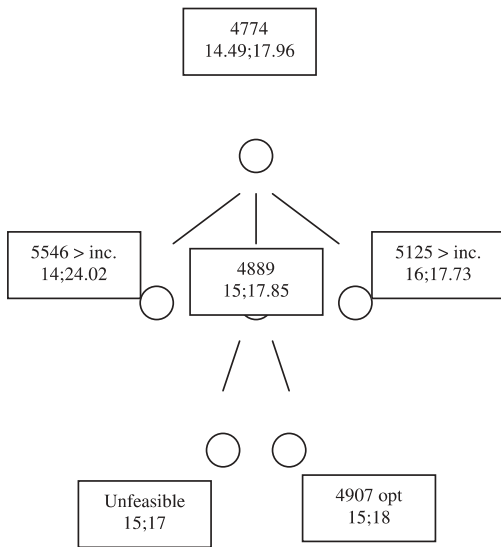 4774
14.49;17.96
5546 > inc.
14;24.02
4889
15;17.85
5125 > inc.
16;17.73
Unfeasible
15;17
4907 opt
15;18